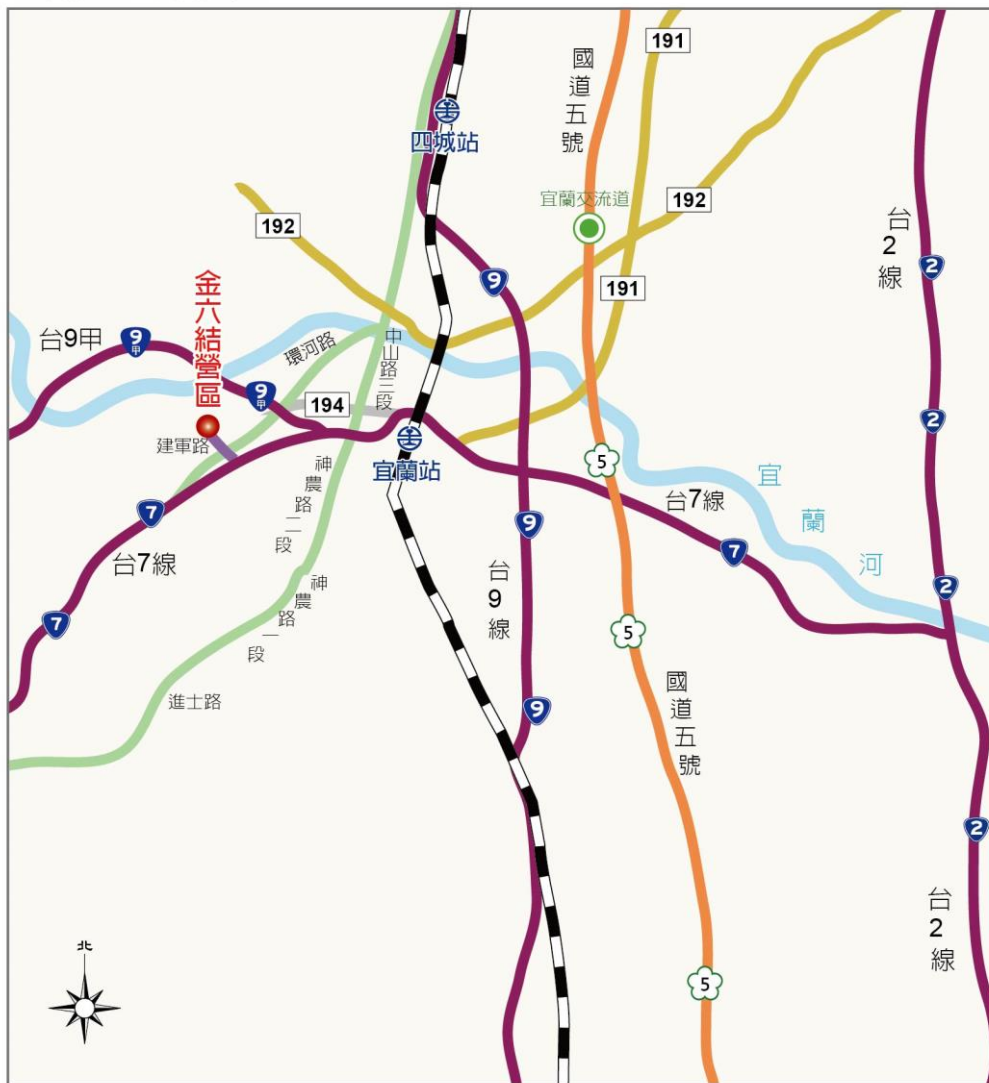 191
國道五號
四城站
宜蘭交流道
192
192
台2線
2
9
191
金六結營區
台9甲
9甲
環河路
中山路三段
9甲
194
2
建軍路
宜蘭站
神農路二段
5
台7線
宜蘭河
7
9
7
台7線
台9線
2
神農路一段
7
5
進士路
9
國道五號
2
台2線
北
5